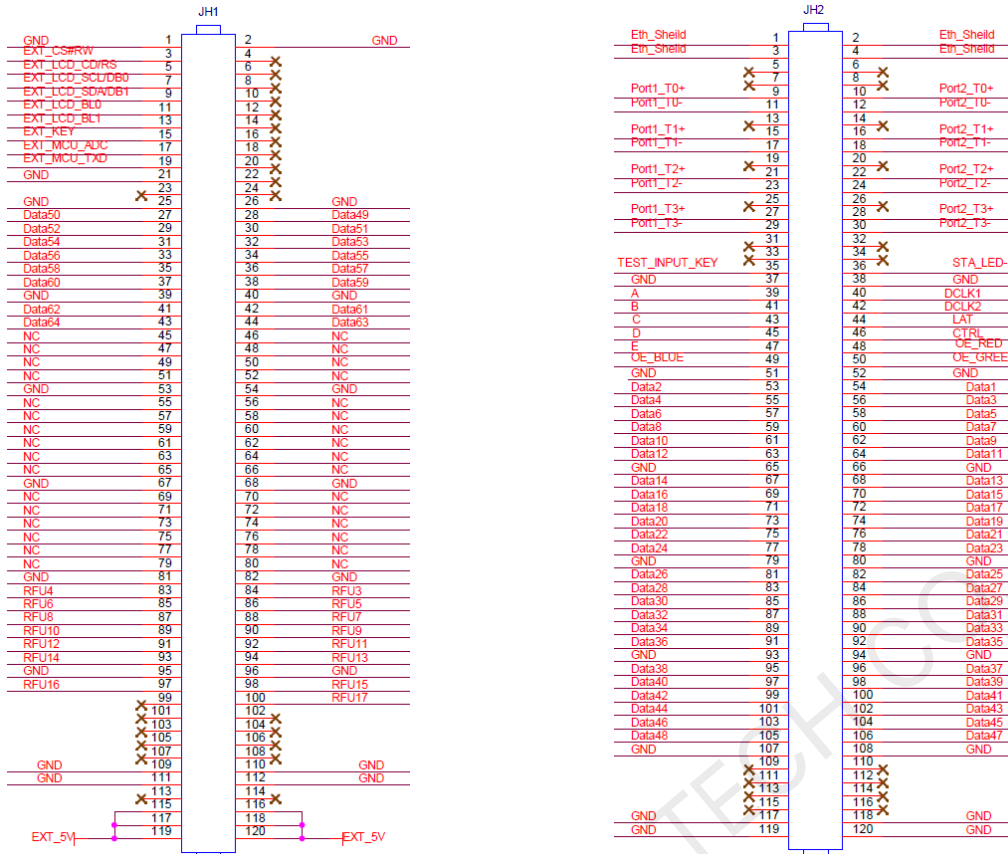 JH1
GND 1 2 GND
EXT_CS#RW 3 4
EXT_LCD_CD/RS 5 6
EXT_LCD_SCL/DB0 7 8
EXT_LCD_SDA/DB1 9 10
EXT_LCD_BL0 11 12
EXT_LCD_BL1 13 14
EXT_KEY 15 16
EXT_MCU_ADC 17 18
EXT_MCU_TXD 19 20
GND 21 22
23 24
GND 25 26 GND
Data50 27 28 Data49
Data52 29 30 Data51
Data54 31 32 Data53
Data56 33 34 Data55
Data58 35 36 Data57
Data60 37 38 Data59
GND 39 40 GND
Data62 41 42 Data61
Data64 43 44 Data63
NC 45 46 NC
NC 47 48 NC
NC 49 50 NC
NC 51 52 NC
GND 53 54 GND
NC 55 56 NC
NC 57 58 NC
NC 59 60 NC
NC 61 62 NC
NC 63 64 NC
NC 65 66 NC
GND 67 68 GND
NC 69 70 NC
NC 71 72 NC
NC 73 74 NC
NC 75 76 NC
NC 77 78 NC
NC 79 80 NC
GND 81 82 GND
RFU4 83 84 RFU3
RFU6 85 86 RFU5
RFU8 87 88 RFU7
RFU10 89 90 RFU9
RFU12 91 92 RFU11
RFU14 93 94 RFU13
GND 95 96 GND
RFU16 97 98 RFU15
99 100 RFU17
101 102
103 104
105 106
107 108
GND 109 110 GND
GND 111 112 GND
113 114
115 116
117 118
EXT_5V 119 120 EXT_5V
JH2
Eth_Sheild 1 2 Eth_Sheild
Eth_Sheild 3 4 Eth_Sheild
5 6
7 8
Port1_T0+ 9 10 Port2_T0+
Port1_T0- 11 12 Port2_T0-
13 14
Port1_T1+ 15 16 Port2_T1+
Port1_T1- 17 18 Port2_T1-
19 20
Port1_T2+ 21 22 Port2_T2+
Port1_T2- 23 24 Port2_T2-
25 26
Port1_T3+ 27 28 Port2_T3+
Port1_T3- 29 30 Port2_T3-
31 32
33 34
TEST_INPUT_KEY 35 36 STA_LED-
GND 37 38 GND
A 39 40 DCLK1
B 41 42 DCLK2
C 43 44 LAT
D 45 46 CTRL
E 47 48 OE_RED
OE_BLUE 49 50 OE_GREE
GND 51 52 GND
Data2 53 54 Data1
Data4 55 56 Data3
Data6 57 58 Data5
Data8 59 60 Data7
Data10 61 62 Data9
Data12 63 64 Data11
GND 65 66 GND
Data14 67 68 Data13
Data16 69 70 Data15
Data18 71 72 Data17
Data20 73 74 Data19
Data22 75 76 Data21
Data24 77 78 Data23
GND 79 80 GND
Data26 81 82 Data25
Data28 83 84 Data27
Data30 85 86 Data29
Data32 87 88 Data31
Data34 89 90 Data33
Data36 91 92 Data35
GND 93 94 GND
Data38 95 96 Data37
Data40 97 98 Data39
Data42 99 100 Data41
Data44 101 102 Data43
Data46 103 104 Data45
Data48 105 106 Data47
GND 107 108 GND
109 110
111 112
113 114
115 116
GND 117 118 GND
GND 119 120 GND
TECH CO